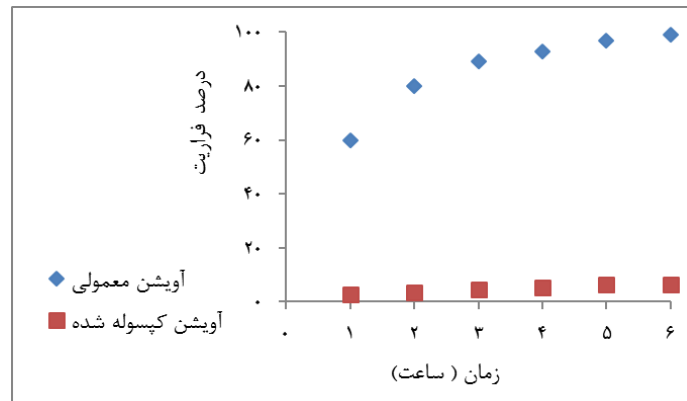 درصد فراریت
۱۰۰
۸۰
۶۰
۴۰
۲۰
۰
۰ ۱ ۲ ۳ ۴ ۵ ۶
زمان ( ساعت)
آویشن معمولی
آویشن کپسوله شده